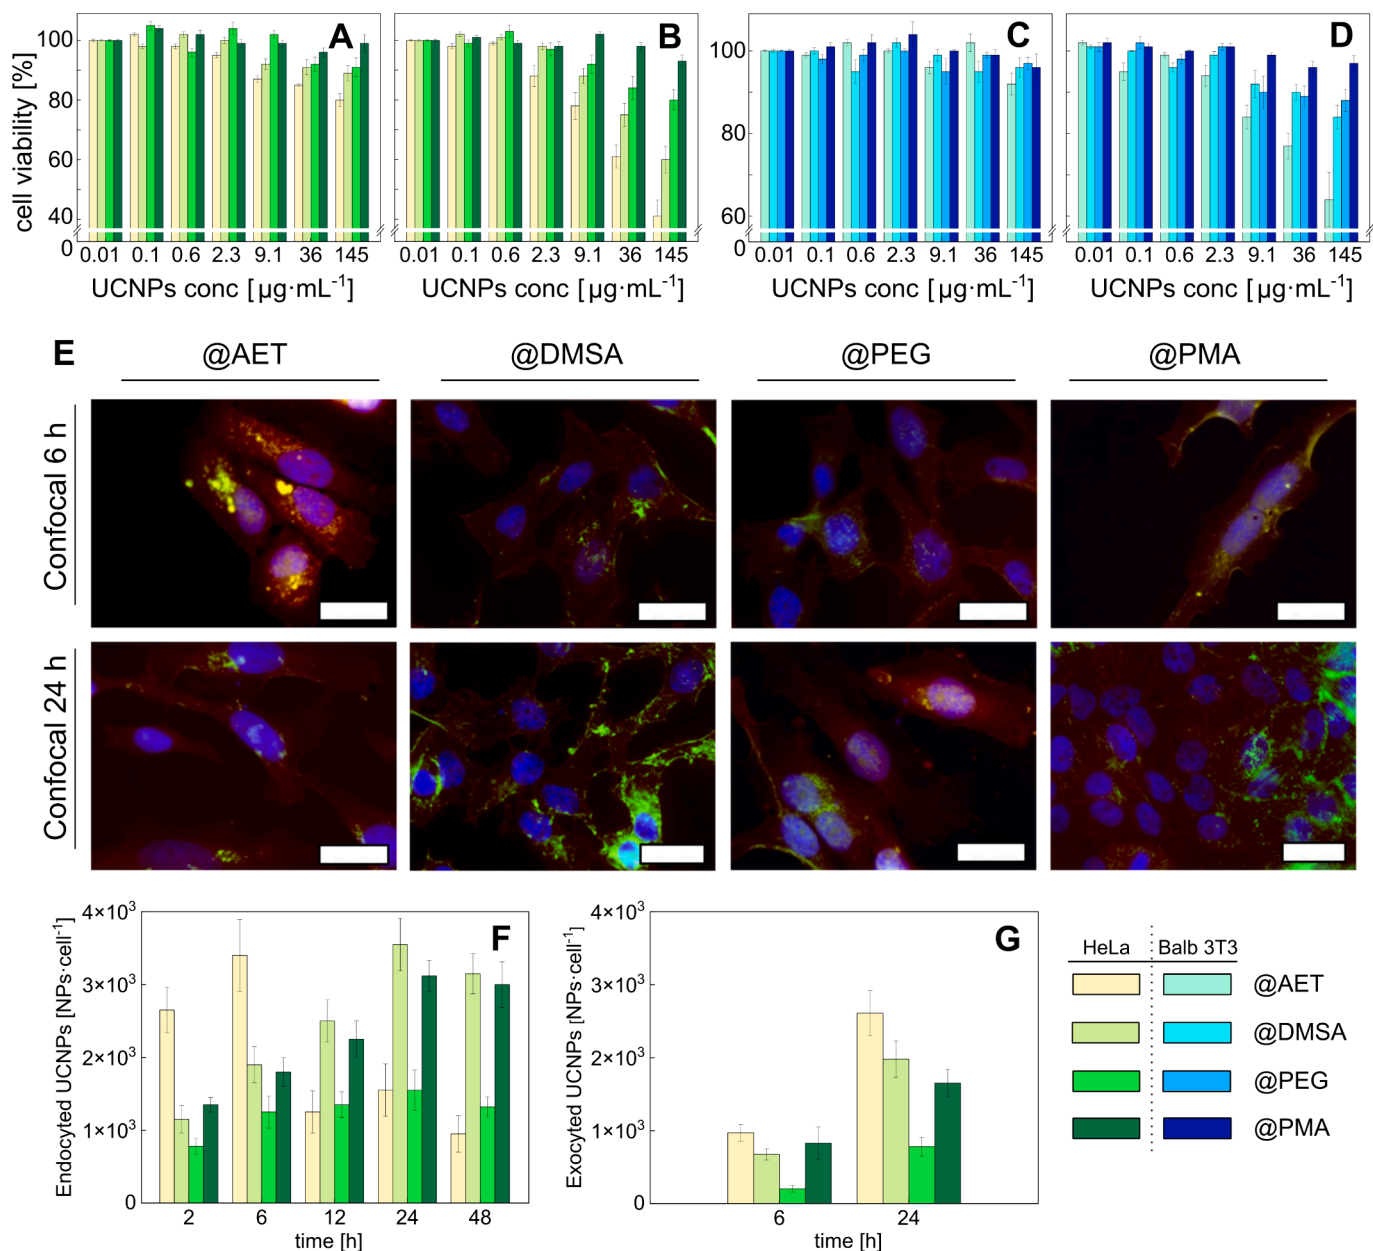 A
B
C
D
cell viability [%]
100
80
60
40
0
100
80
60
0
0.01 0.1 0.6 2.3 9.1 36 145
0.01 0.1 0.6 2.3 9.1 36 145
0.01 0.1 0.6 2.3 9.1 36 145
0.01 0.1 0.6 2.3 9.1 36 145
UCNPs conc [µg·mL⁻¹]
UCNPs conc [µg·mL⁻¹]
UCNPs conc [µg·mL⁻¹]
UCNPs conc [µg·mL⁻¹]
E
@AET
@DMSA
@PEG
@PMA
Confocal 6 h
Confocal 24 h
F
Endocyted UCNPs [NPs·cell⁻¹]
4×10³
3×10³
2×10³
1×10³
0
2 6 12 24 48
time [h]
G
Exocyted UCNPs [NPs·cell⁻¹]
4×10³
3×10³
2×10³
1×10³
0
6 24
time [h]
HeLa Balb 3T3
@AET
@DMSA
@PEG
@PMA